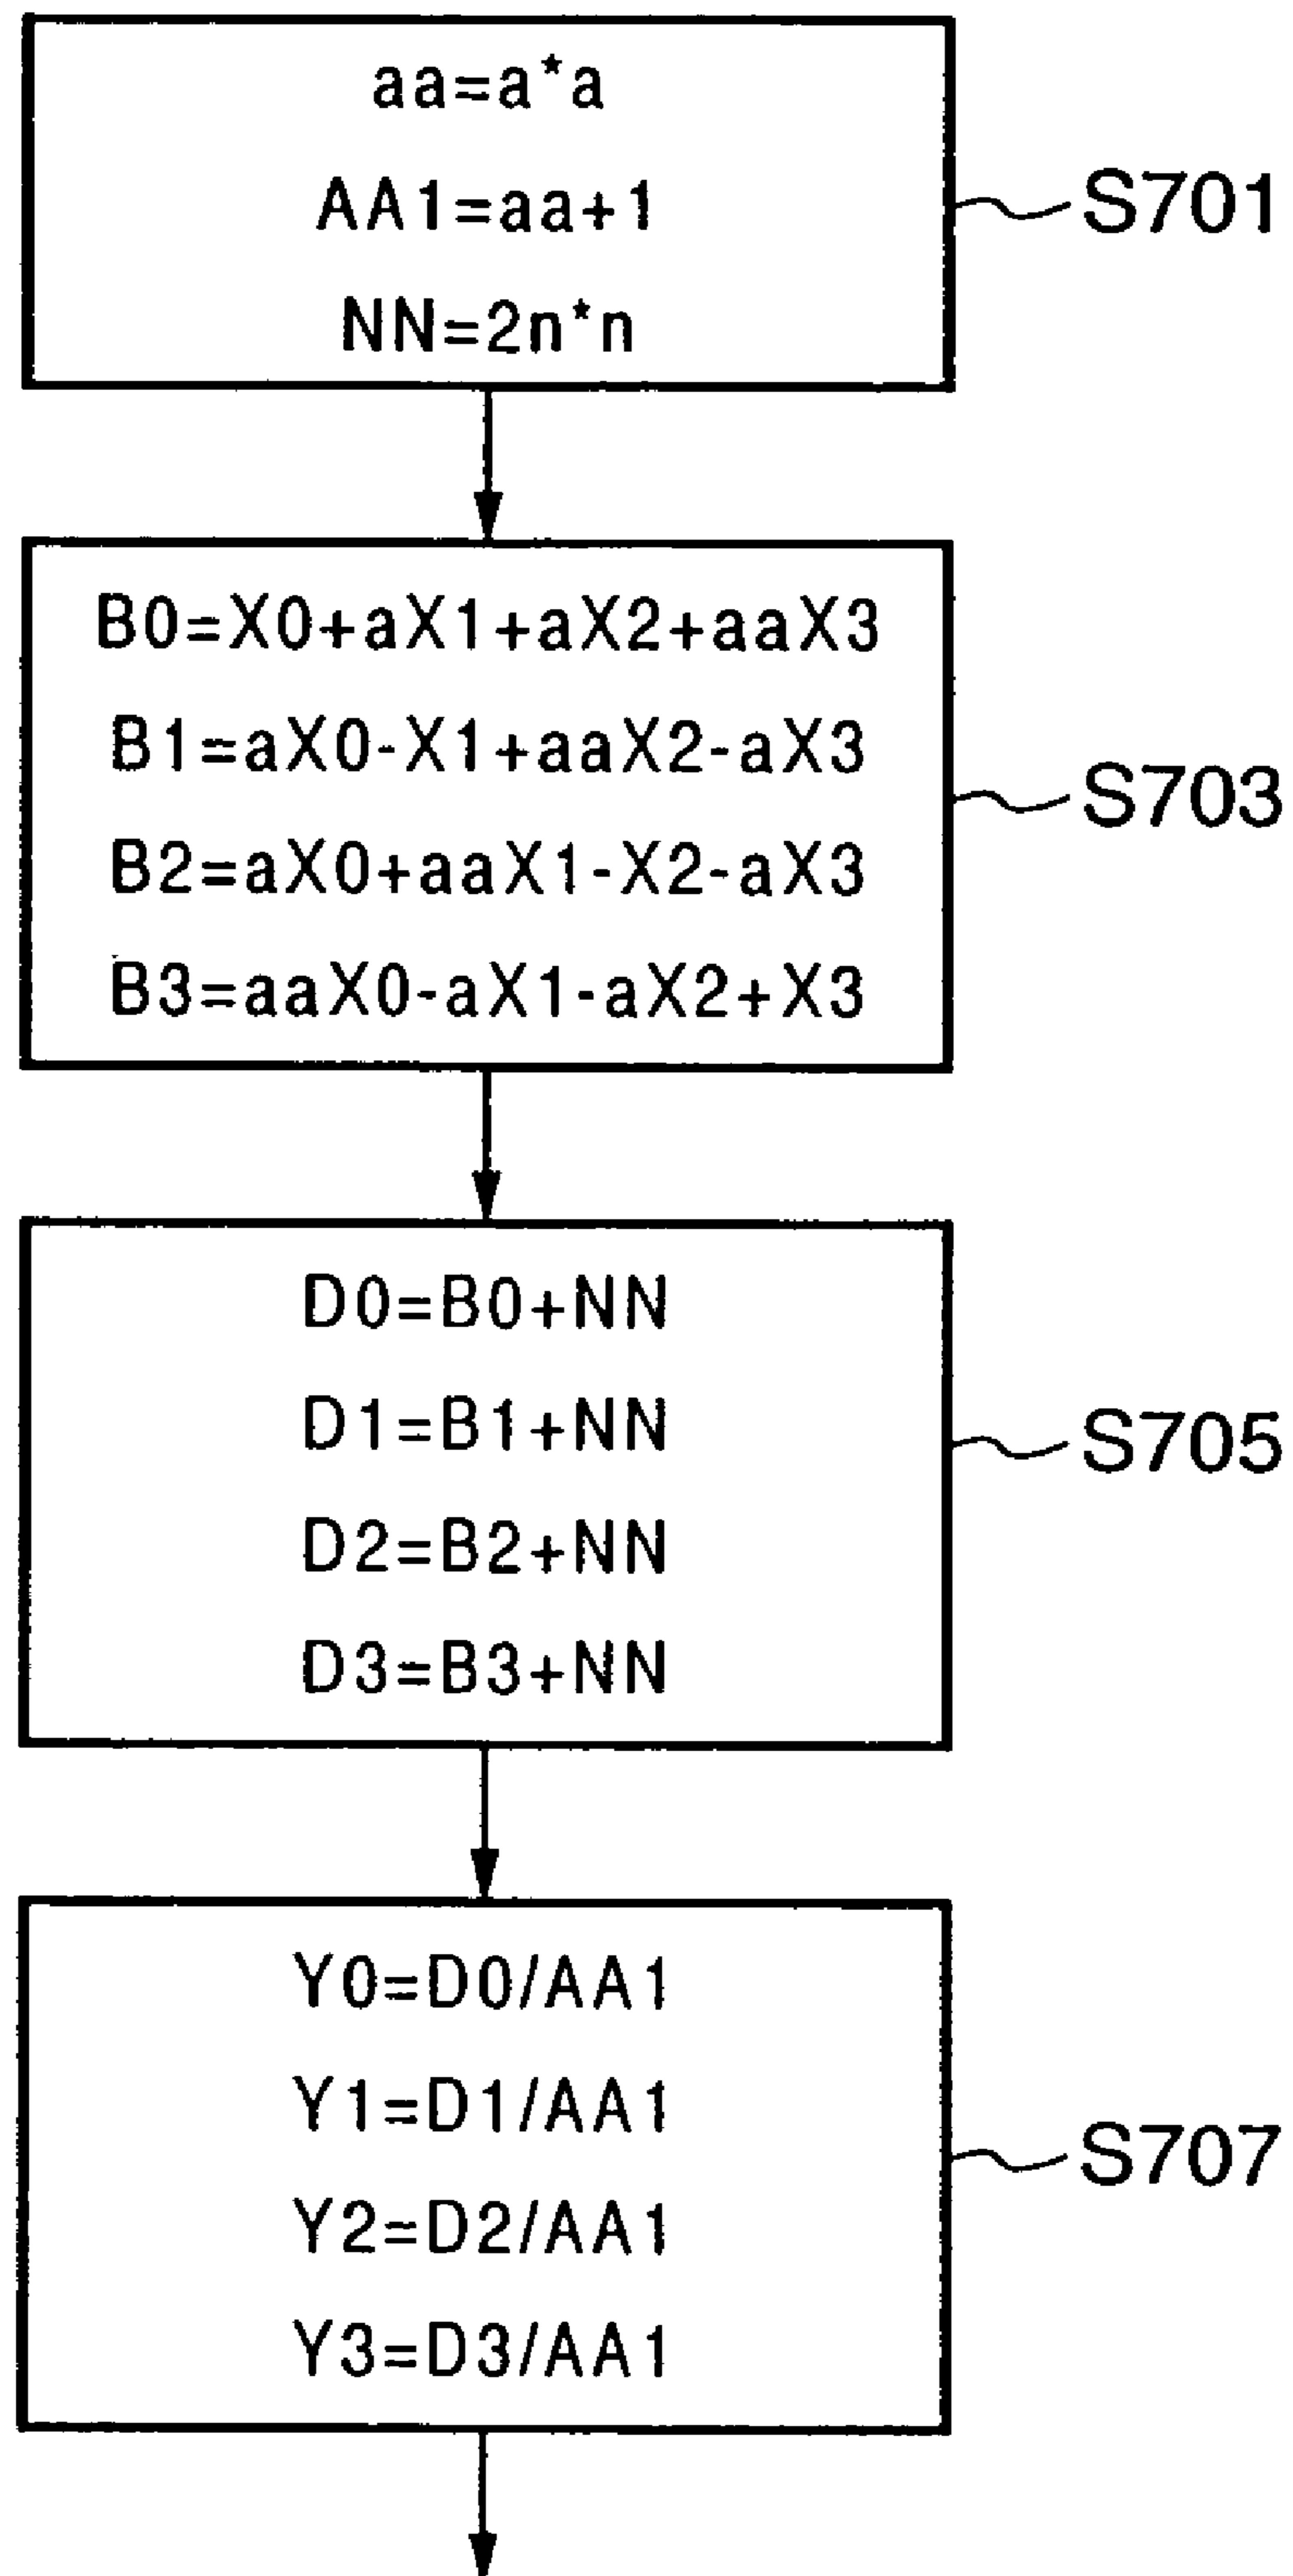 aa=a*a
AA1=aa+1
NN=2n*n
S701
B0=X0+aX1+aX2+aaX3
B1=aX0-X1+aaX2-aX3
B2=aX0+aaX1-X2-aX3
B3=aaX0-aX1-aX2+X3
S703
D0=B0+NN
D1=B1+NN
D2=B2+NN
D3=B3+NN
S705
Y0=D0/AA1
Y1=D1/AA1
Y2=D2/AA1
Y3=D3/AA1
S707